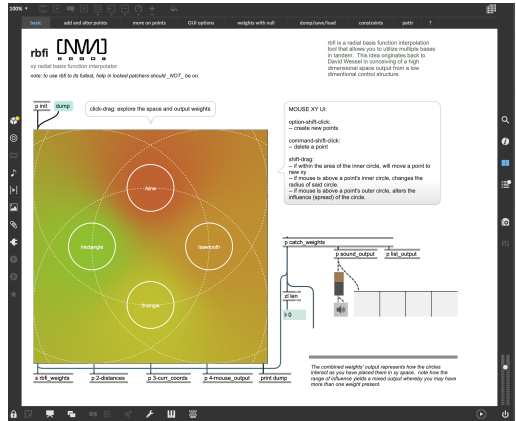 100%
basic
add and alter points
more on points
GUI options
weights with null
dump/save/load
constraints
pattr
?
rbfi
xy radial basis function interpolator
note: to use rbfi to its fullest, help in locked patchers should _NOT_ be on.
rbfi is a radial basis function interpolation
tool that allows you to utilize multiple bases
in tandem. This idea originates back to
David Wessel in conceiving of a high
dimensional space output from a low
dimentional control structure.
p init
dump
click-drag: explore the space and output weights
MOUSE XY UI:
option-shift-click:
-- create new points
command-shift-click:
-- delete a point
shift-drag:
-- if within the area of the inner circle, will move a point to
new xy
-- if mouse is above a point's inner circle, changes the
radius of said circle.
-- if mouse is above a point's outer circle, alters the
influence (spread) of the circle.
/sine
/rectangle
/sawtooth
/triangle
p catch_weights
p sound_output
p list_output
zl len
0
s rbfi_weights
p 2-distances
p 3-curr_coords
p 4-mouse_output
print dump
The combined weights' output represents how the circles
interact as you have placed them in xy space. note how the
range of influence yields a mixed output whereby you may have
more than one weight present.